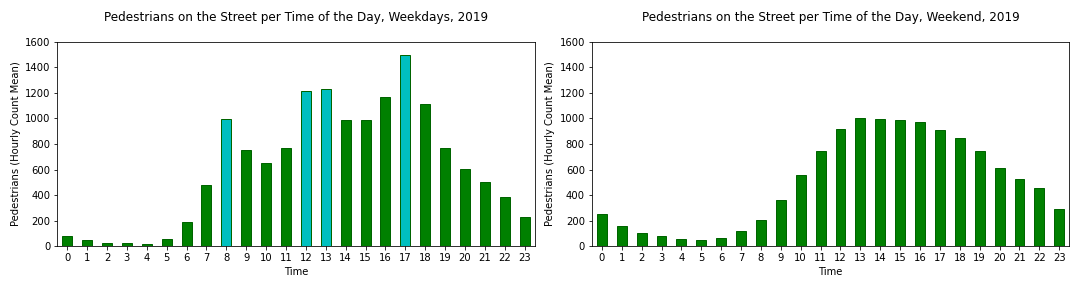 Pedestrians on the Street per Time of the Day, Weekdays, 2019
Pedestrians (Hourly Count Mean)
1600
1400
1200
1000
800
600
400
200
0
0 1 2 3 4 5 6 7 8 9 10 11 12 13 14 15 16 17 18 19 20 21 22 23
Time
Pedestrians on the Street per Time of the Day, Weekend, 2019
Pedestrians (Hourly Count Mean)
1600
1400
1200
1000
800
600
400
200
0
0 1 2 3 4 5 6 7 8 9 10 11 12 13 14 15 16 17 18 19 20 21 22 23
Time